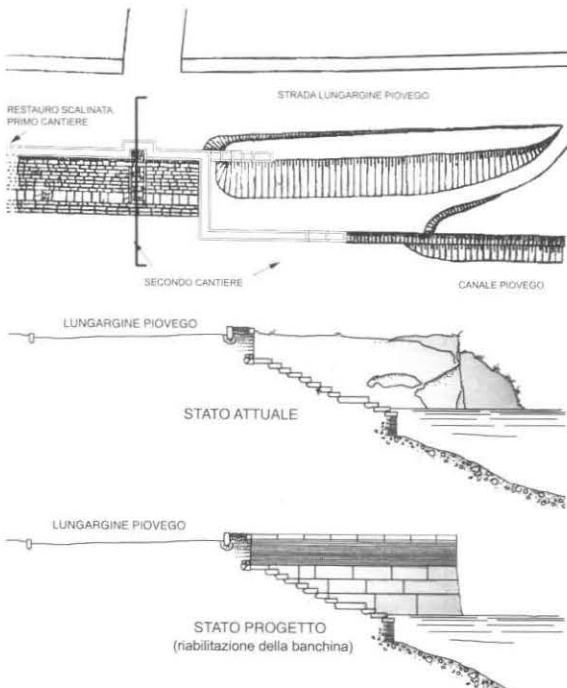 STRADA LUNGARGINE PIOVEGO
RESTAURO SCALINATA
PRIMO CANTIERE
SECONDO CANTIERE
CANALE PIOVEGO
LUNGARGINE PIOVEGO
STATO ATTUALE
LUNGARGINE PIOVEGO
STATO PROGETTO
(riabilitazione della banchina)